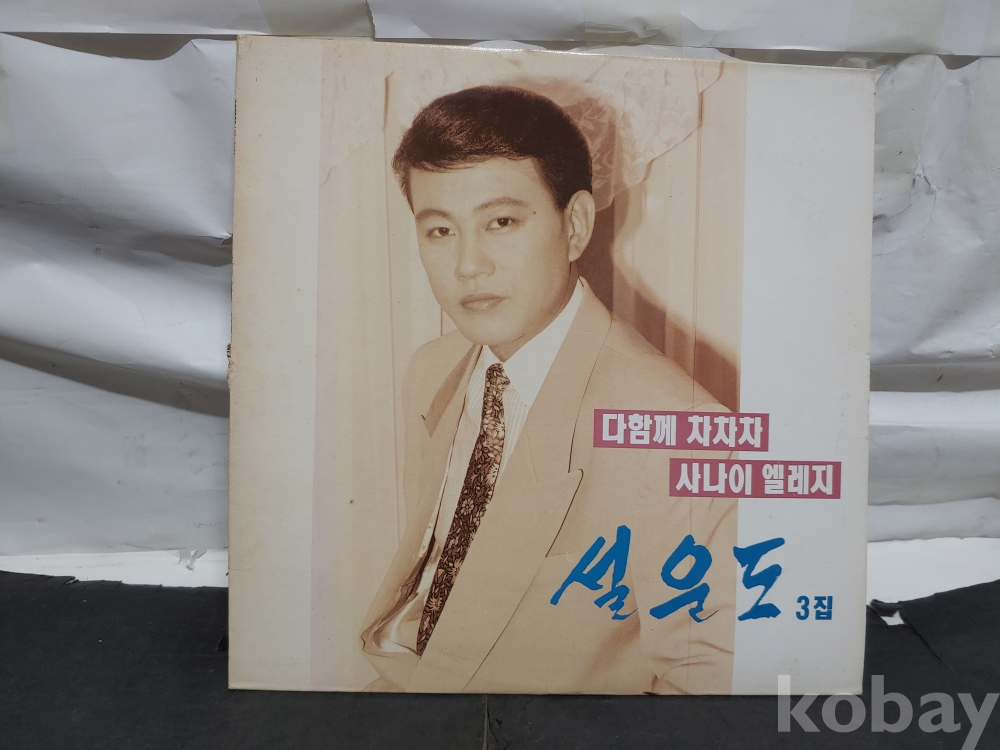 다함께 차차차
사나이 엘레지
설운도 3집
kobay